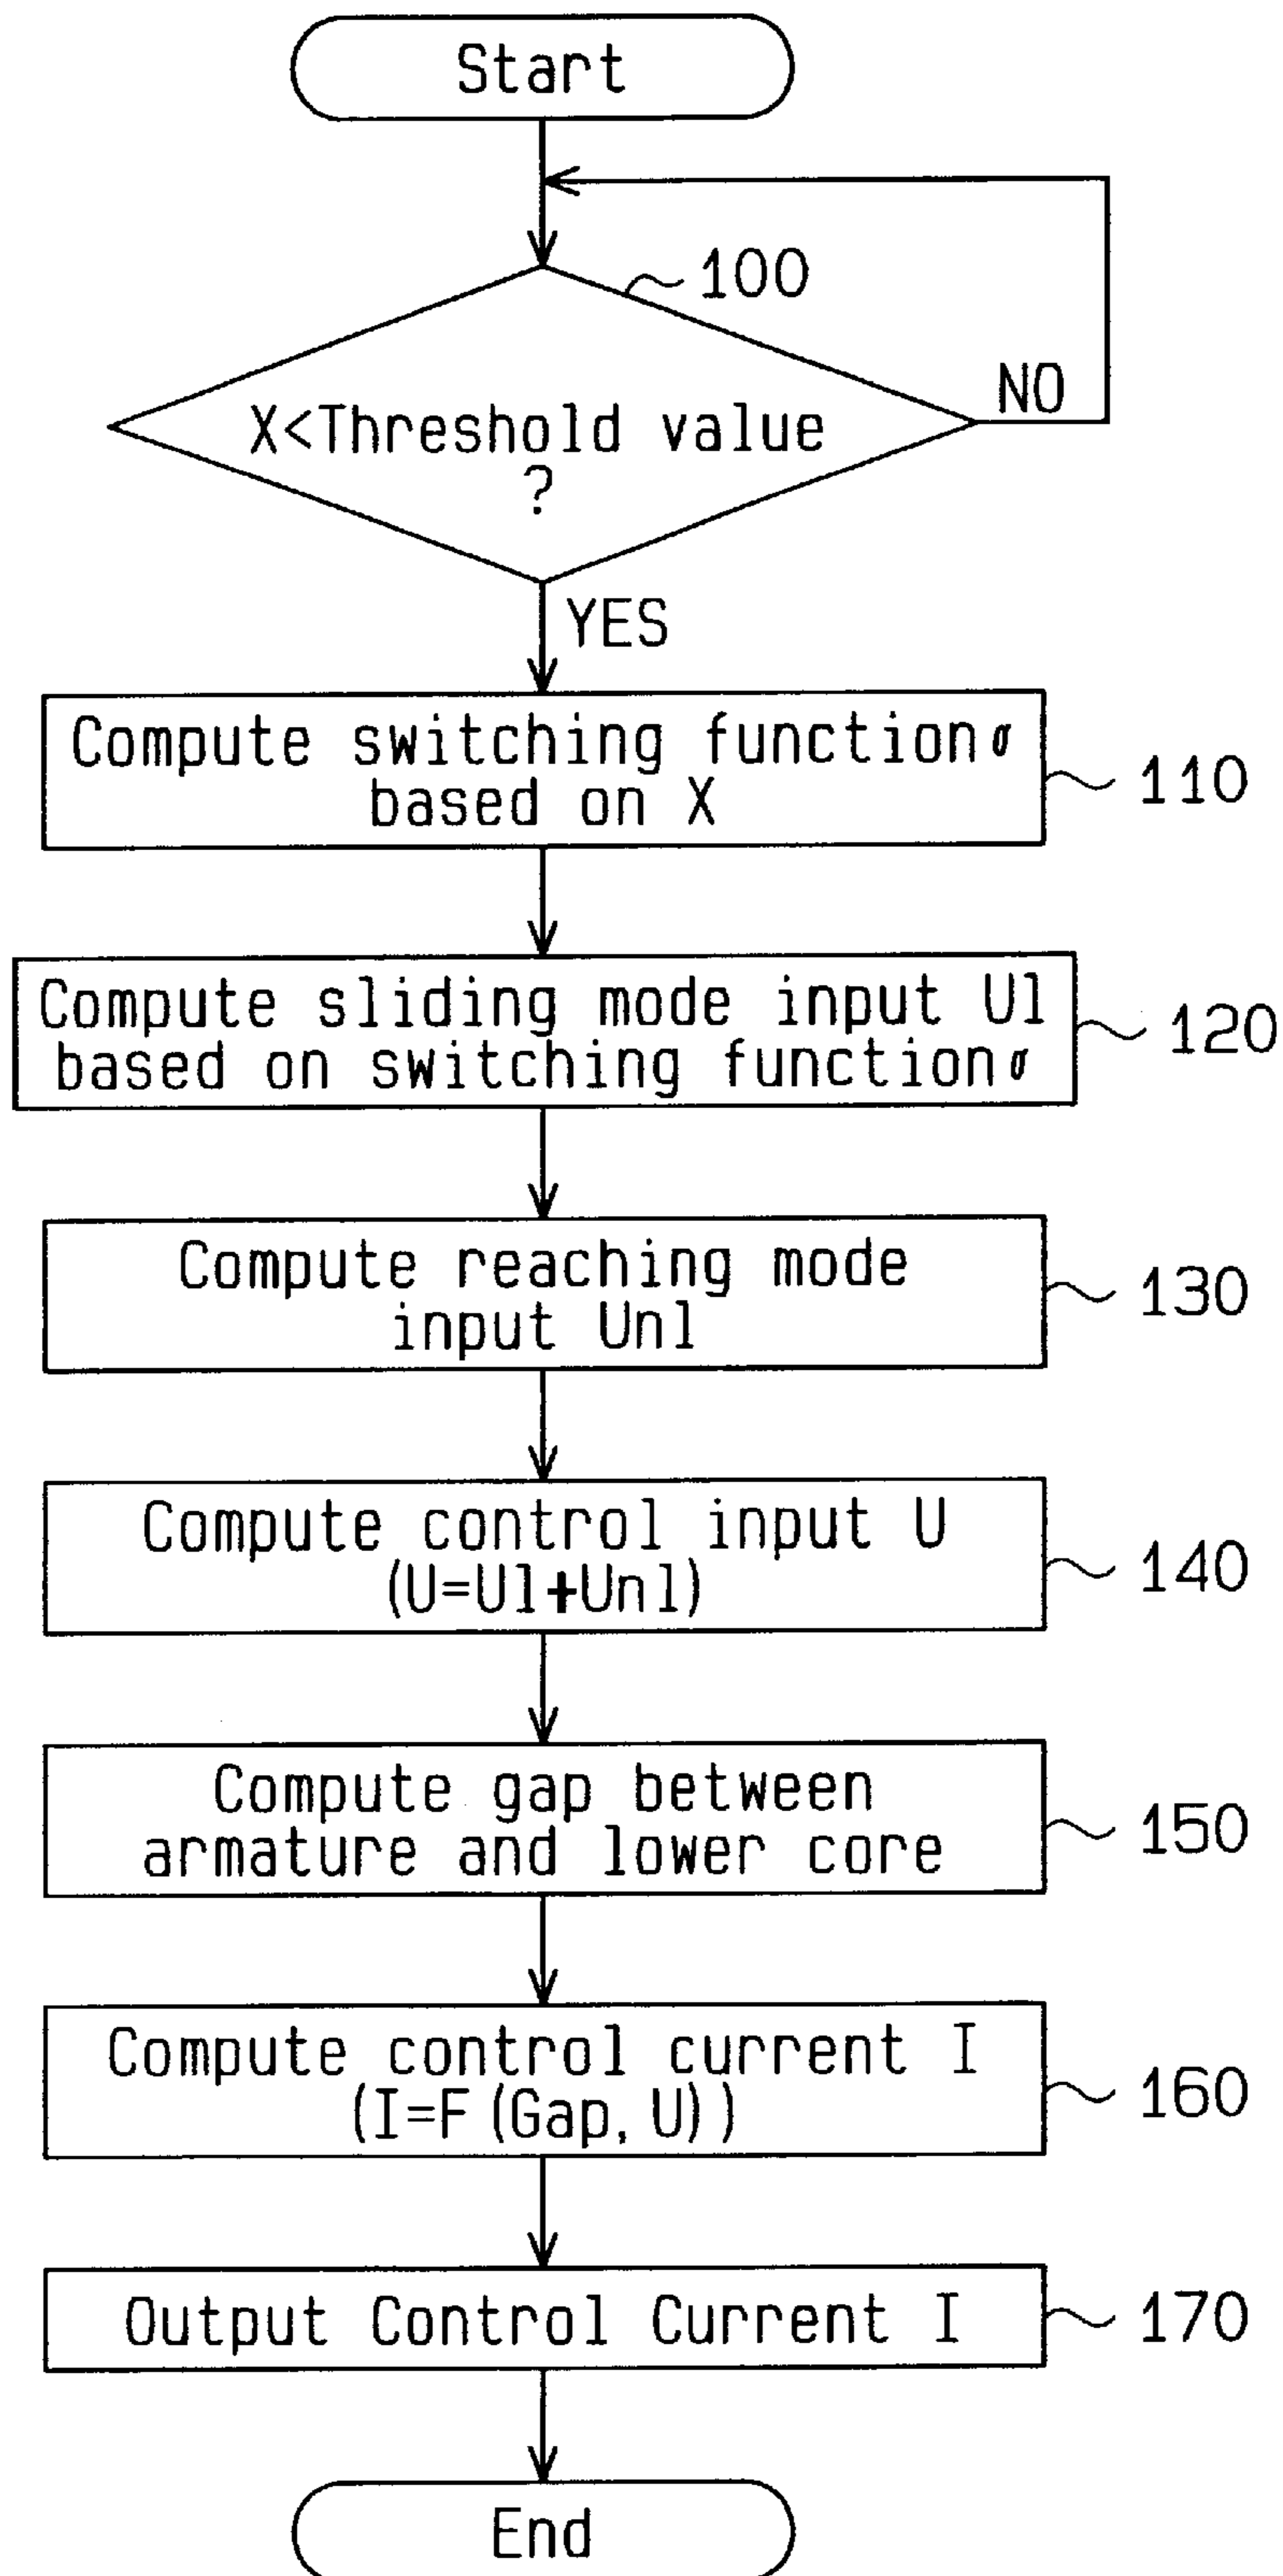 Start
100
NO
X<Threshold value
?
YES
Compute switching functionσ
based on X
110
Compute sliding mode input Ul
based on switching functionσ
120
Compute reaching mode
input Unl
130
Compute control input U
(U=Ul+Unl)
140
Compute gap between
armature and lower core
150
Compute control current I
(I=F(Gap, U))
160
Output Control Current I
170
End